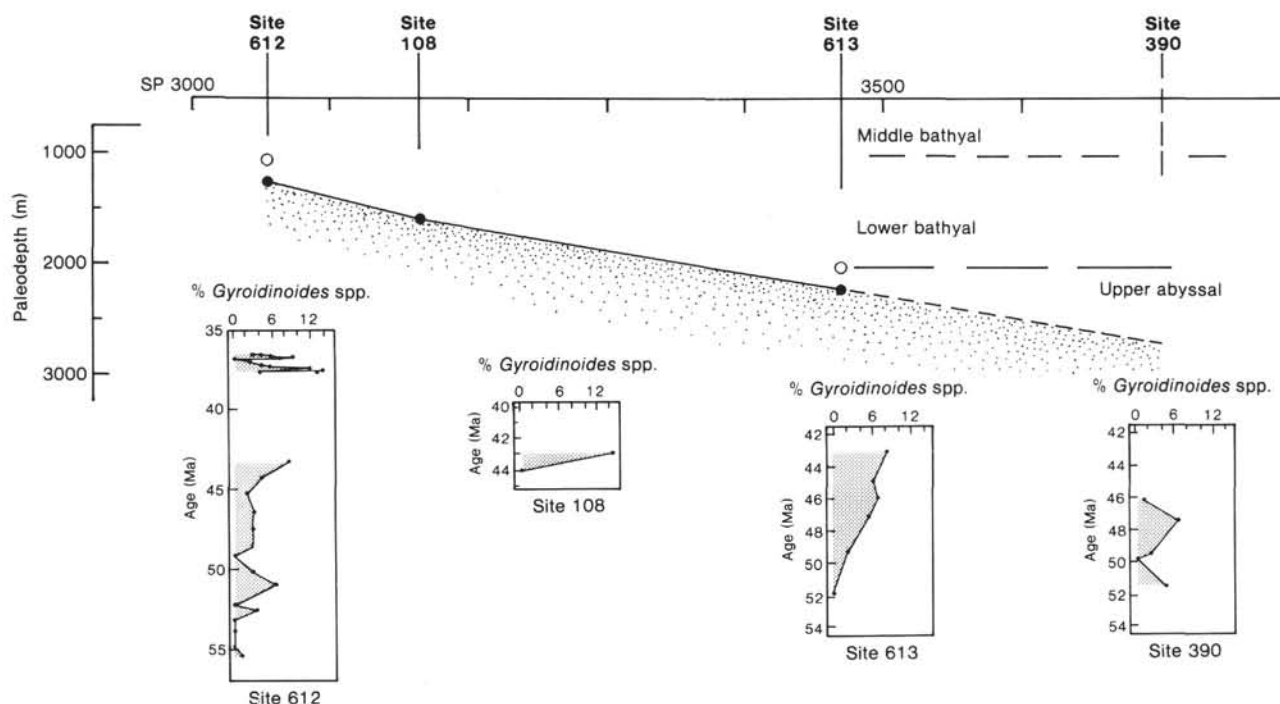 Site 612
Site 108
Site 613
Site 390
SP 3000
3500
Paleodepth (m)
1000
2000
3000
Middle bathyal
Lower bathyal
Upper abyssal
% Gyroidinoides spp.
0 6 12
35
40
45
50
55
Age (Ma)
Site 612
% Gyroidinoides spp.
0 6 12
40
42
44
Age (Ma)
Site 108
% Gyroidinoides spp.
0 6 12
42
44
46
48
50
52
54
Age (Ma)
Site 613
% Gyroidinoides spp.
0 6 12
42
44
46
48
50
52
54
Age (Ma)
Site 390